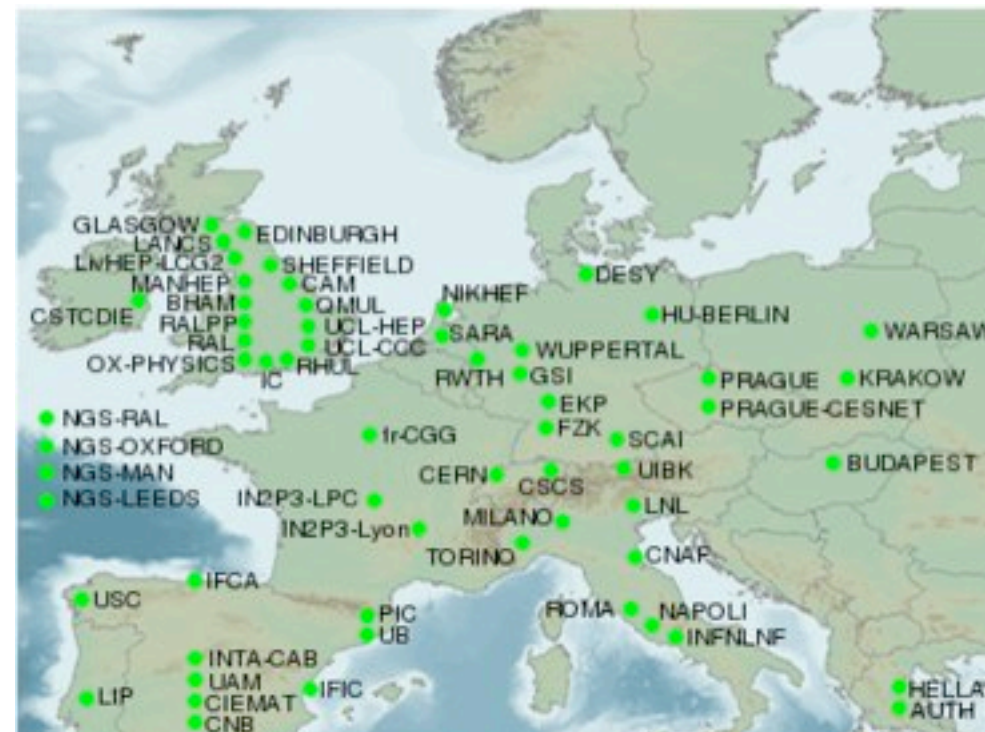 GLASGOW
EDINBURGH
LANCS
LivHEP-LCG2
SHEFFIELD
MANHEP
CAM
BHAM
QMUL
CSTCDIE
RALPP
UCL-HEP
RAL
UCL-CCC
OX-PHYSICS
IC
RHUL
NIKHEF
SARA
RWTH
DESY
HU-BERLIN
WUPPERTAL
GSI
EKP
FZK
WARSAW
PRAGUE
KRAKOW
PRAGUE-CESNET
SCAI
UIBK
BUDAPEST
NGS-RAL
NGS-OXFORD
NGS-MAN
NGS-LEEDS
fr-CGG
CERN
CSCS
IN2P3-LPC
IN2P3-Lyon
MILANO
LNL
TORINO
CNAF
IFCA
USC
PIC
UB
ROMA
NAPOLI
INFNLNF
INTA-CAB
UAM
LIP
CIEMAT
IFIC
CNB
HELLA
AUTH